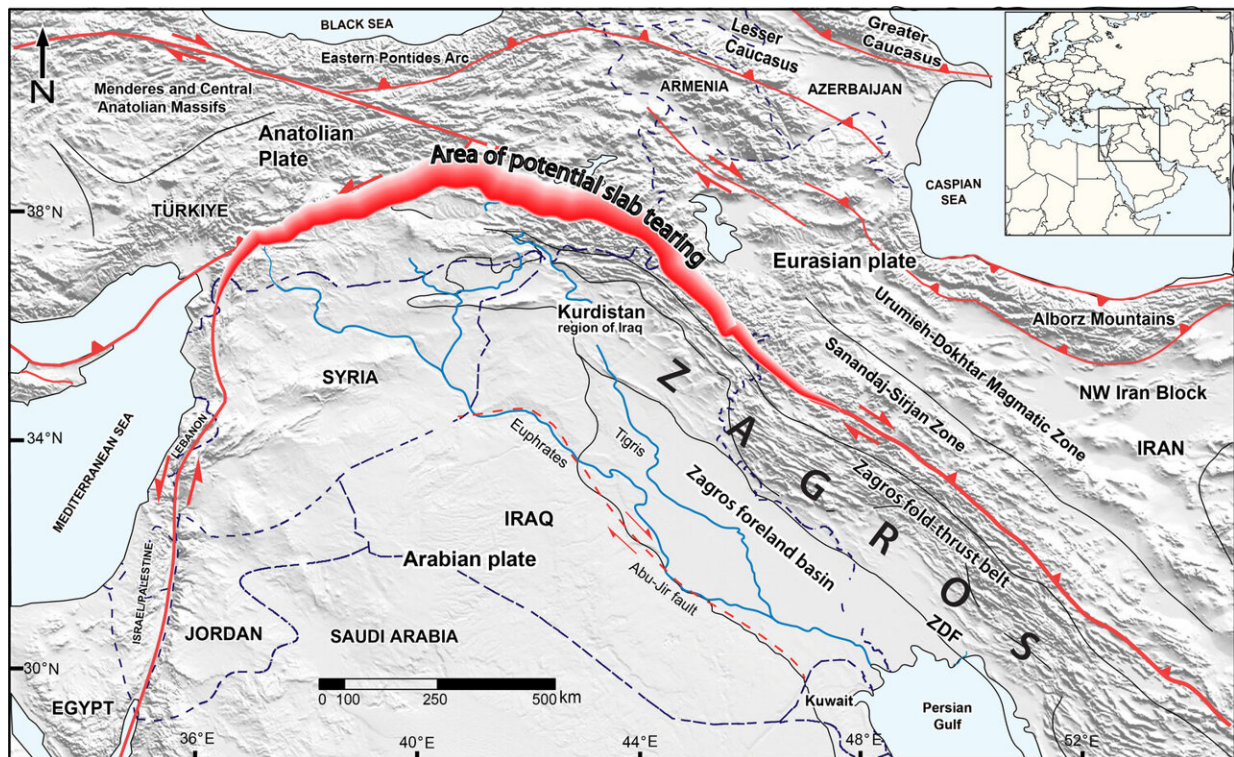 BLACK SEA
Eastern Pontides Arc
Lesser
Caucasus
Greater
Caucasus
N
Menderes and Central
Anatolian Massifs
ARMENIA
AZERBAIJAN
Anatolian
Plate
Area of potential slab tearing
CASPIAN
SEA
38°N
TÜRKIYE
Eurasian plate
Kurdistan
region of Iraq
Urumieh-Dokhtar Magmatic Zone
Alborz Mountains
SYRIA
Sanandaj-Sirjan Zone
NW Iran Block
ZAGROS
MEDITERRANEAN SEA
LEBANON
34°N
Euphrates
Tigris
IRAN
Zagros foreland basin
Zagros fold-thrust belt
IRAQ
Arabian plate
ISRAEL/PALESTINE
Abu-Jir fault
JORDAN
SAUDI ARABIA
ZDF
30°N
0 100 250 500 km
EGYPT
Kuwait
Persian
Gulf
36°E
40°E
44°E
48°E
52°E